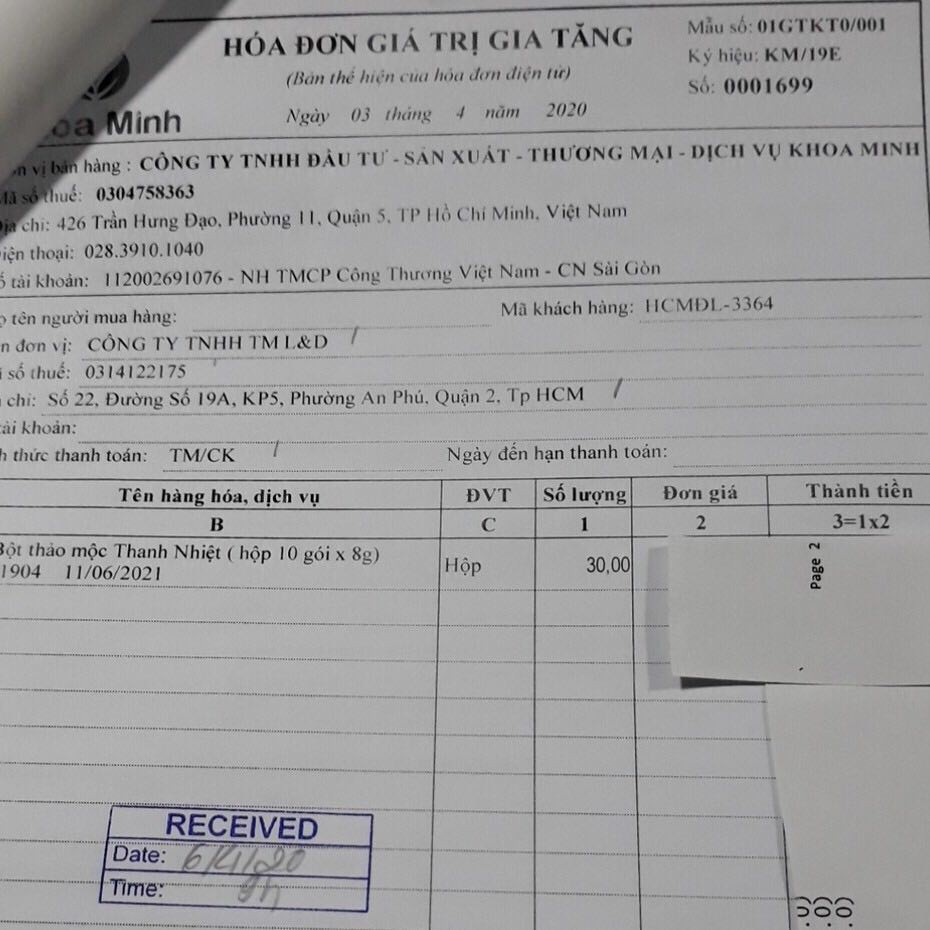 HÓA ĐƠN GIÁ TRỊ GIA TĂNG
(Bản thể hiện của hóa đơn điện tử)
Ngày 03 tháng 4 năm 2020
Mẫu số: 01GTKT0/001
Ký hiệu: KM/19E
Số: 0001699
oa Minh
n vị bán hàng : CÔNG TY TNHH ĐẦU TƯ - SẢN XUẤT - THƯƠNG MẠI - DỊCH VỤ KHOA MINH
Mã số thuế: 0304758363
Địa chỉ: 426 Trần Hưng Đạo, Phường 11, Quận 5, TP Hồ Chí Minh, Việt Nam
iện thoại: 028.3910.1040
ố tài khoản: 112002691076 - NH TMCP Công Thương Việt Nam - CN Sài Gòn
ọ tên người mua hàng:
Mã khách hàng: HCMĐL-3364
n đơn vị: CÔNG TY TNHH TM L&D
số thuế: 0314122175
chỉ: Số 22, Đường Số 19A, KP5, Phường An Phú, Quận 2, Tp HCM
tài khoản:
h thức thanh toán: TM/CK Ngày đến hạn thanh toán:
Tên hàng hóa, dịch vụ ĐVT Số lượng Đơn giá Thành tiền
B C 1 2 3=1x2
Bột thảo mộc Thanh Nhiệt ( hộp 10 gói x 8g) Hộp 30,00
1904 11/06/2021
Page 2
RECEIVED
Date: 6/4/20
Time: 9h